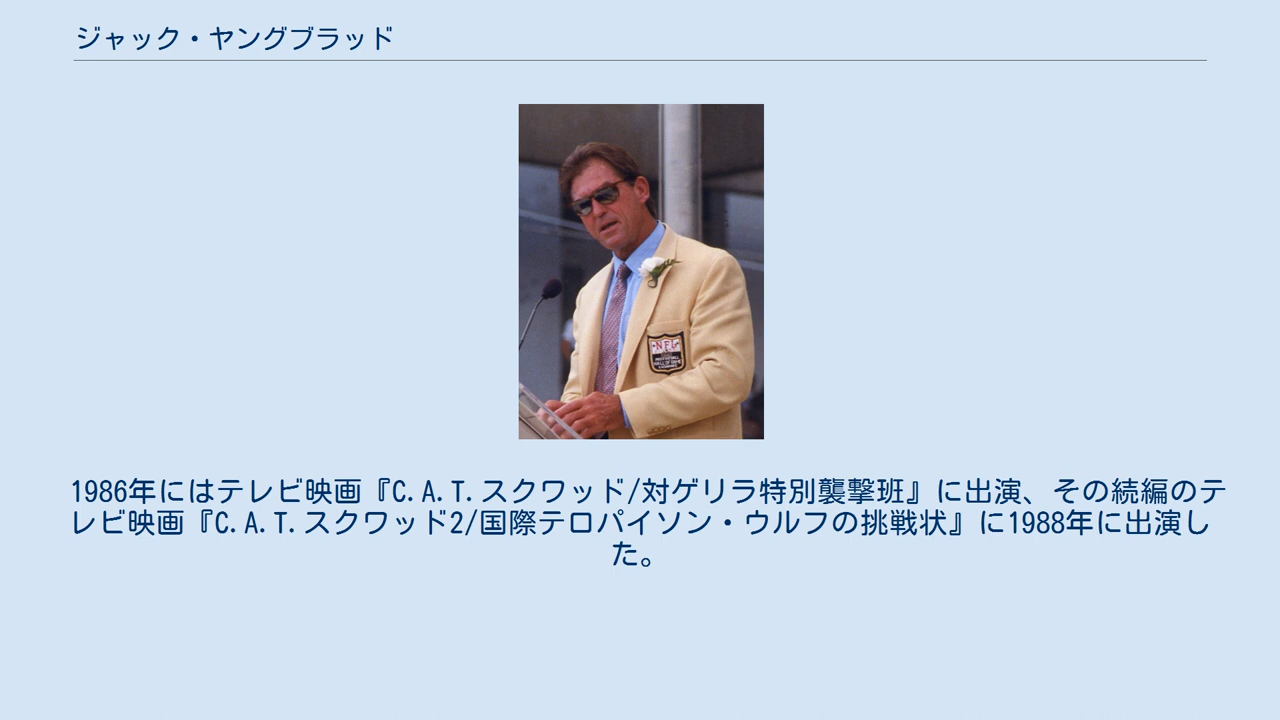 ジャック・ヤングブラッド
NFL
1986年にはテレビ映画『C.A.T.スクワッド/対ゲリラ特別襲撃班』に出演、その続編のテ
レビ映画『C.A.T.スクワッド2/国際テロパイソン・ウルフの挑戦状』に1988年に出演し
た。